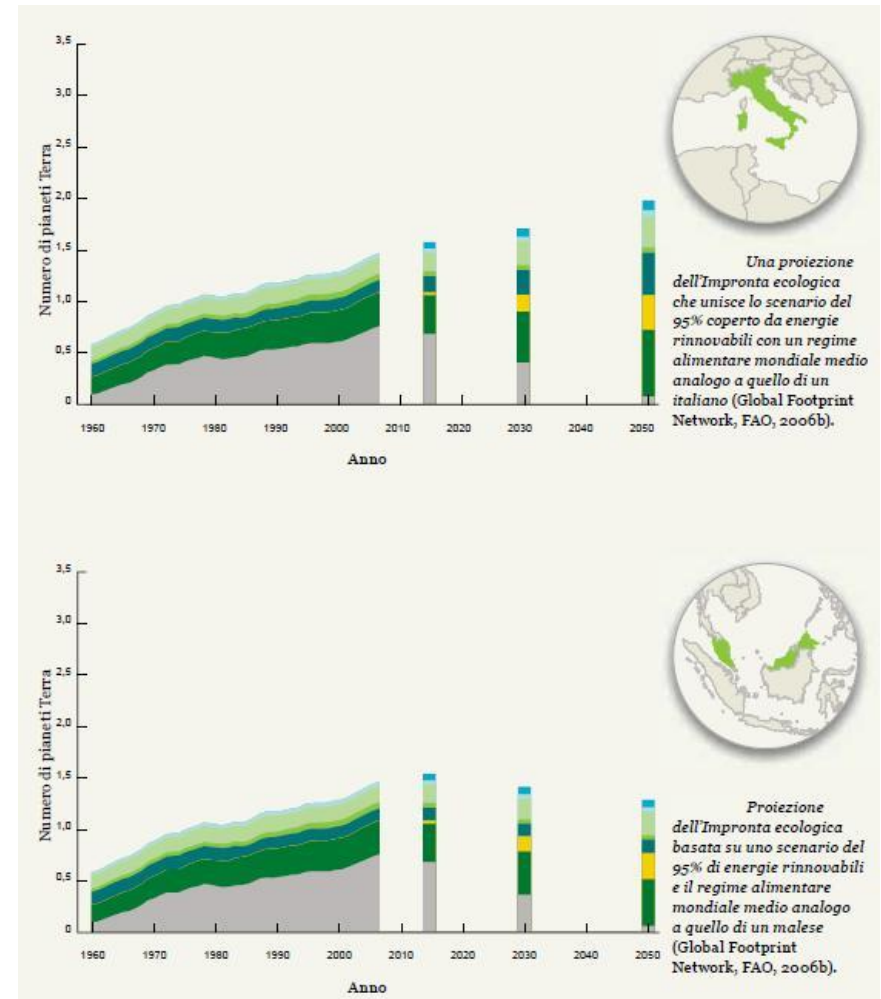 3,5
3,0
2,5
2,0
1,5
1,0
0,5
0
Numero di pianeti Terra
1960 1970 1980 1990 2000 2010 2020 2030 2040 2050
Anno
Una proiezione
dell'Impronta ecologica
che unisce lo scenario del
95% coperto da energie
rinnovabili con un regime
alimentare mondiale medio
analogo a quello di un
italiano (Global Footprint
Network, FAO, 2006b).
3,5
3,0
2,5
2,0
1,5
1,0
0,5
0
Numero di pianeti Terra
1960 1970 1980 1990 2000 2010 2020 2030 2040 2050
Anno
Proiezione
dell'Impronta ecologica
basata su uno scenario del
95% di energie rinnovabili
e il regime alimentare
mondiale medio analogo
a quello di un malese
(Global Footprint
Network, FAO, 2006b).